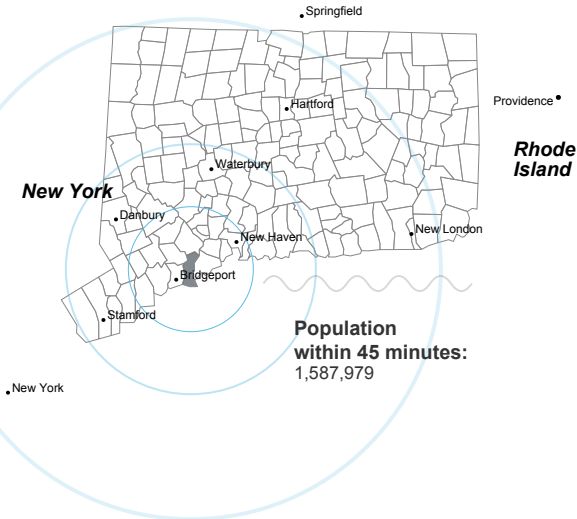 Springfield
Providence
Hartford
Rhode
Island
Waterbury
New York
Danbury
New Haven
New London
Bridgeport
Stamford
Population
within 45 minutes:
1,587,979
New York